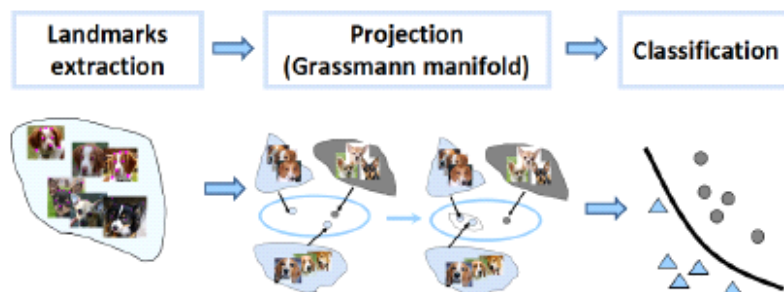 Landmarks
extraction
Projection
(Grassmann manifold)
Classification